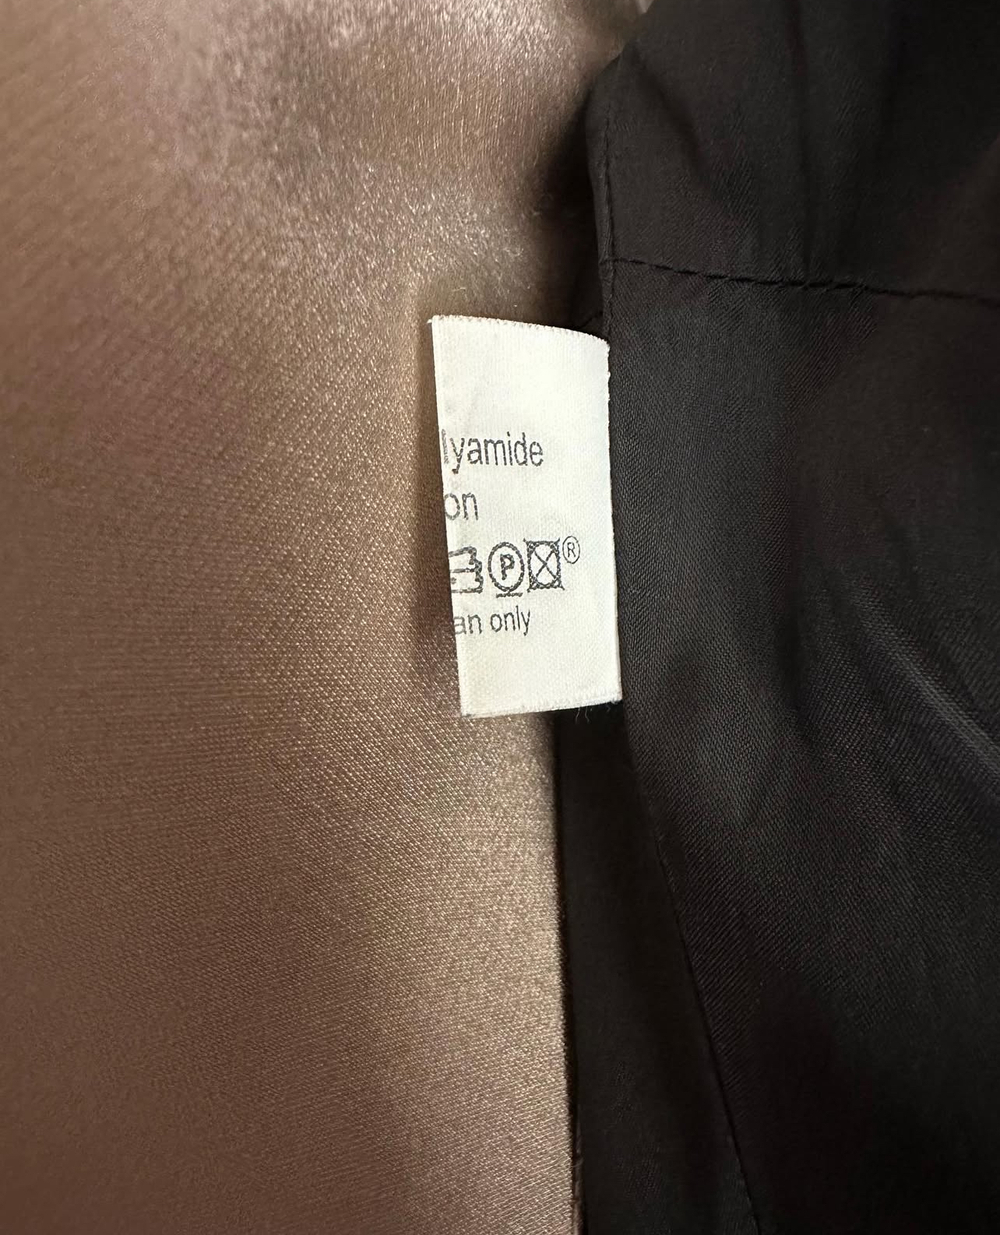 lyamide
on
P ®
an only